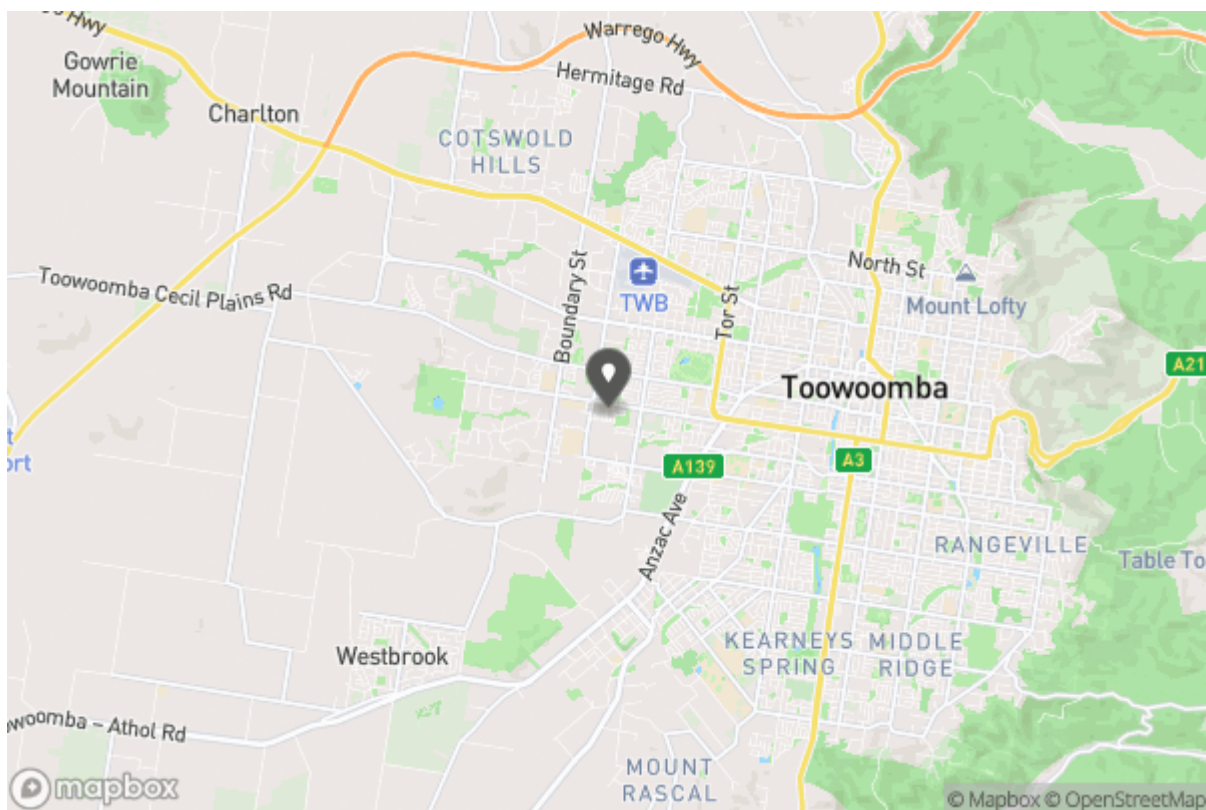 Hwy
Warrego Hwy
Gowrie
Mountain
Hermitage Rd
Charlton
COTSWOLD
HILLS
North St
Boundary St
Toowoomba Cecil Plains Rd
TWB
Tor St
Mount Lofty
A21
Toowoomba
A139
A3
Anzac Ave
RANGEVILLE
Table To
Westbrook
KEARNEYS
SPRING
MIDDLE
RIDGE
owoomba – Athol Rd
MOUNT
RASCAL
mapbox
© Mapbox © OpenStreetMap